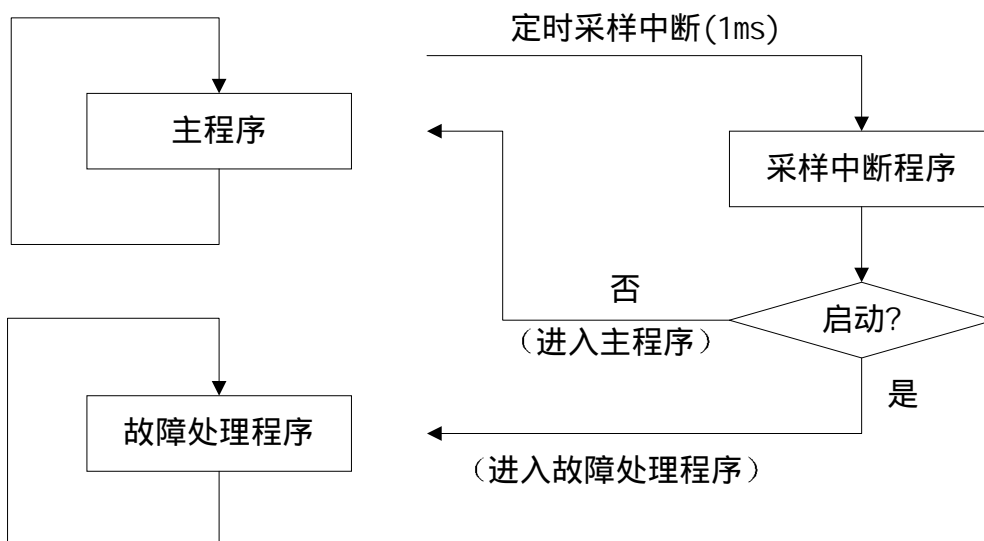 定时采样中断(1ms)
主程序
采样中断程序
否
启动?
（进入主程序）
是
故障处理程序
（进入故障处理程序）